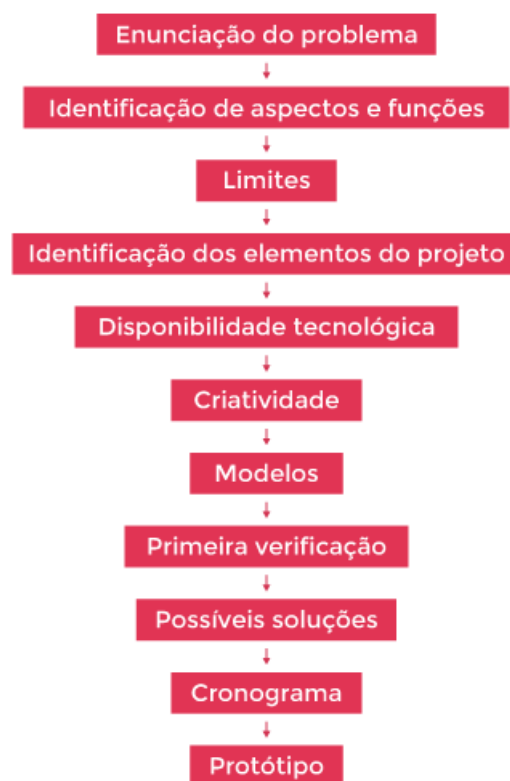 Enunciação do problema
Identificação de aspectos e funções
Limites
Identificação dos elementos do projeto
Disponibilidade tecnológica
Criatividade
Modelos
Primeira verificação
Possíveis soluções
Cronograma
Protótipo